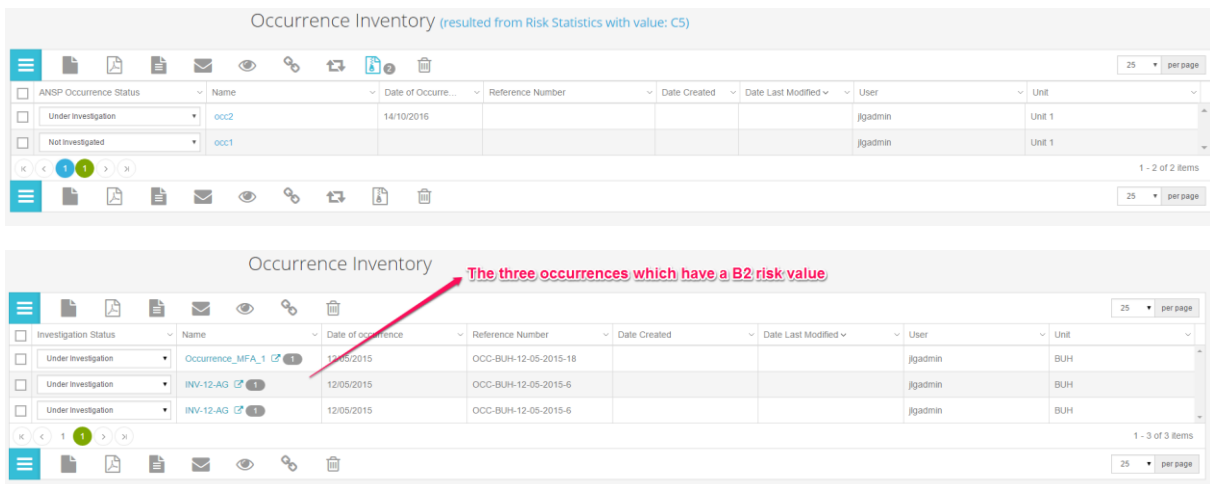 Occurrence Inventory (resulted from Risk Statistics with value: C5)
2 25 per page
ANSP Occurrence Status Name Date of Occurre... Reference Number Date Created Date Last Modified User Unit
Under Investigation occ2 14/10/2016 jlgadmin Unit 1
Not Investigated occ1 jlgadmin Unit 1
1 1 1 - 2 of 2 items
25 per page
Occurrence Inventory
The three occurrences which have a B2 risk value
25 per page
Investigation Status Name Date of occurrence Reference Number Date Created Date Last Modified User Unit
Under Investigation Occurrence_MFA_1 1 12/05/2015 OCC-BUH-12-05-2015-18 jlgadmin BUH
Under Investigation INV-12-AG 1 12/05/2015 OCC-BUH-12-05-2015-6 jlgadmin BUH
Under Investigation INV-12-AG 1 12/05/2015 OCC-BUH-12-05-2015-6 jlgadmin BUH
1 1 1 - 3 of 3 items
25 per page